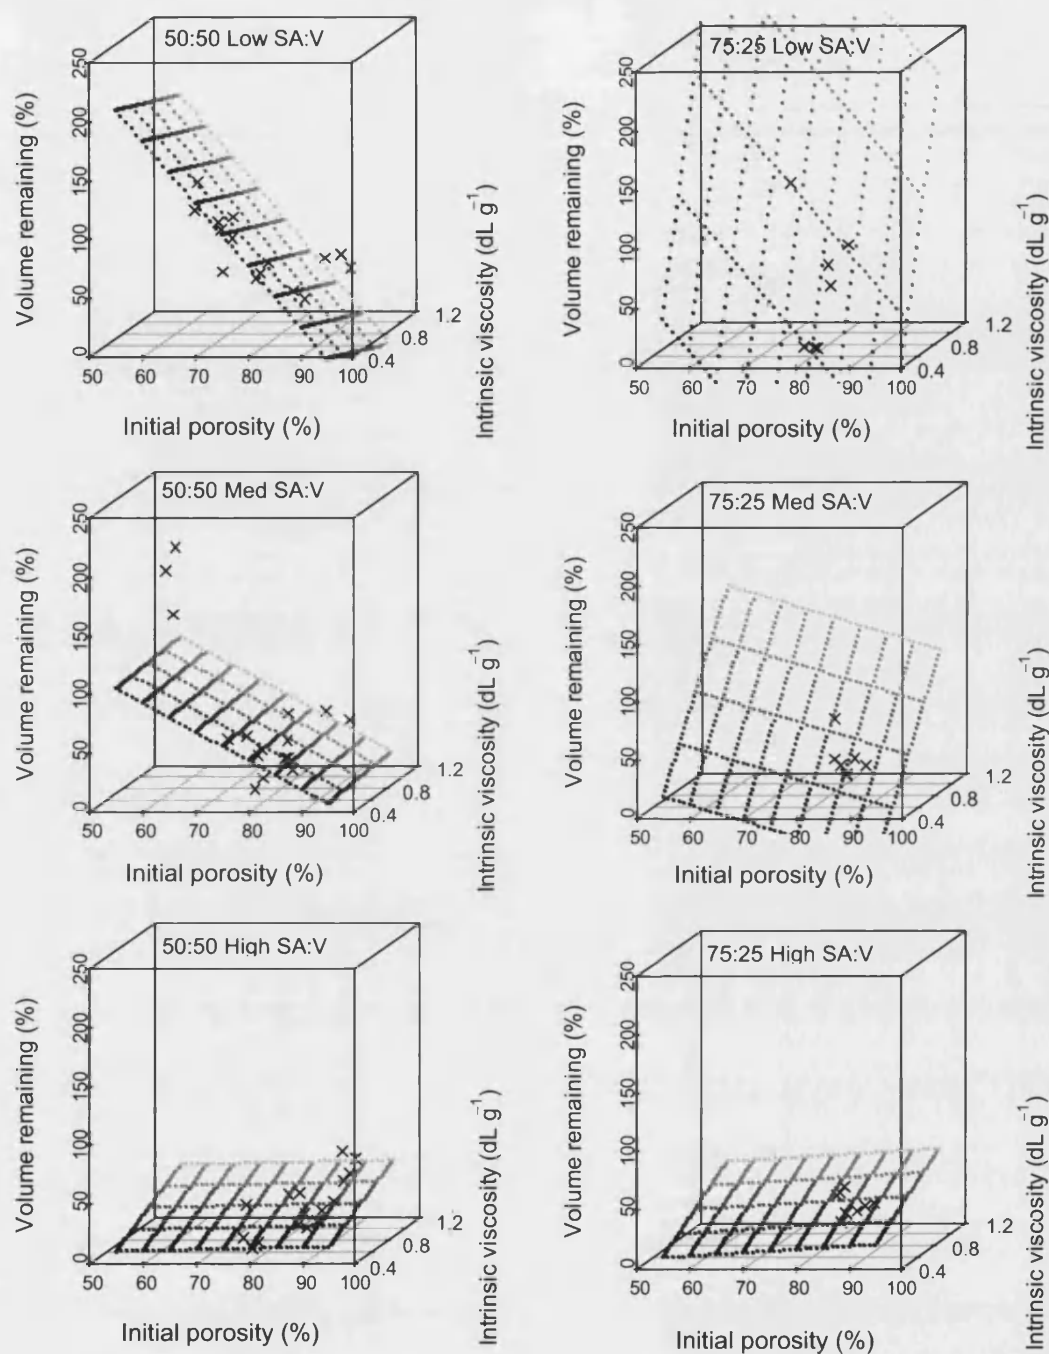 50:50 Low SA:V
Volume remaining (%)
250
200
150
100
50
0
50 60 70 80 90 100
Initial porosity (%)
0.4
0.8
1.2
Intrinsic viscosity (dL g⁻¹)
75:25 Low SA:V
Volume remaining (%)
250
200
150
100
50
0
50 60 70 80 90 100
Initial porosity (%)
0.4
0.8
1.2
Intrinsic viscosity (dL g⁻¹)
50:50 Med SA:V
Volume remaining (%)
250
200
150
100
50
0
50 60 70 80 90 100
Initial porosity (%)
0.4
0.8
1.2
Intrinsic viscosity (dL g⁻¹)
75:25 Med SA:V
Volume remaining (%)
250
200
150
100
50
0
50 60 70 80 90 100
Initial porosity (%)
0.4
0.8
1.2
Intrinsic viscosity (dL g⁻¹)
50:50 High SA:V
Volume remaining (%)
250
200
150
100
50
0
50 60 70 80 90 100
Initial porosity (%)
0.4
0.8
1.2
Intrinsic viscosity (dL g⁻¹)
75:25 High SA:V
Volume remaining (%)
250
200
150
100
50
0
50 60 70 80 90 100
Initial porosity (%)
0.4
0.8
1.2
Intrinsic viscosity (dL g⁻¹)